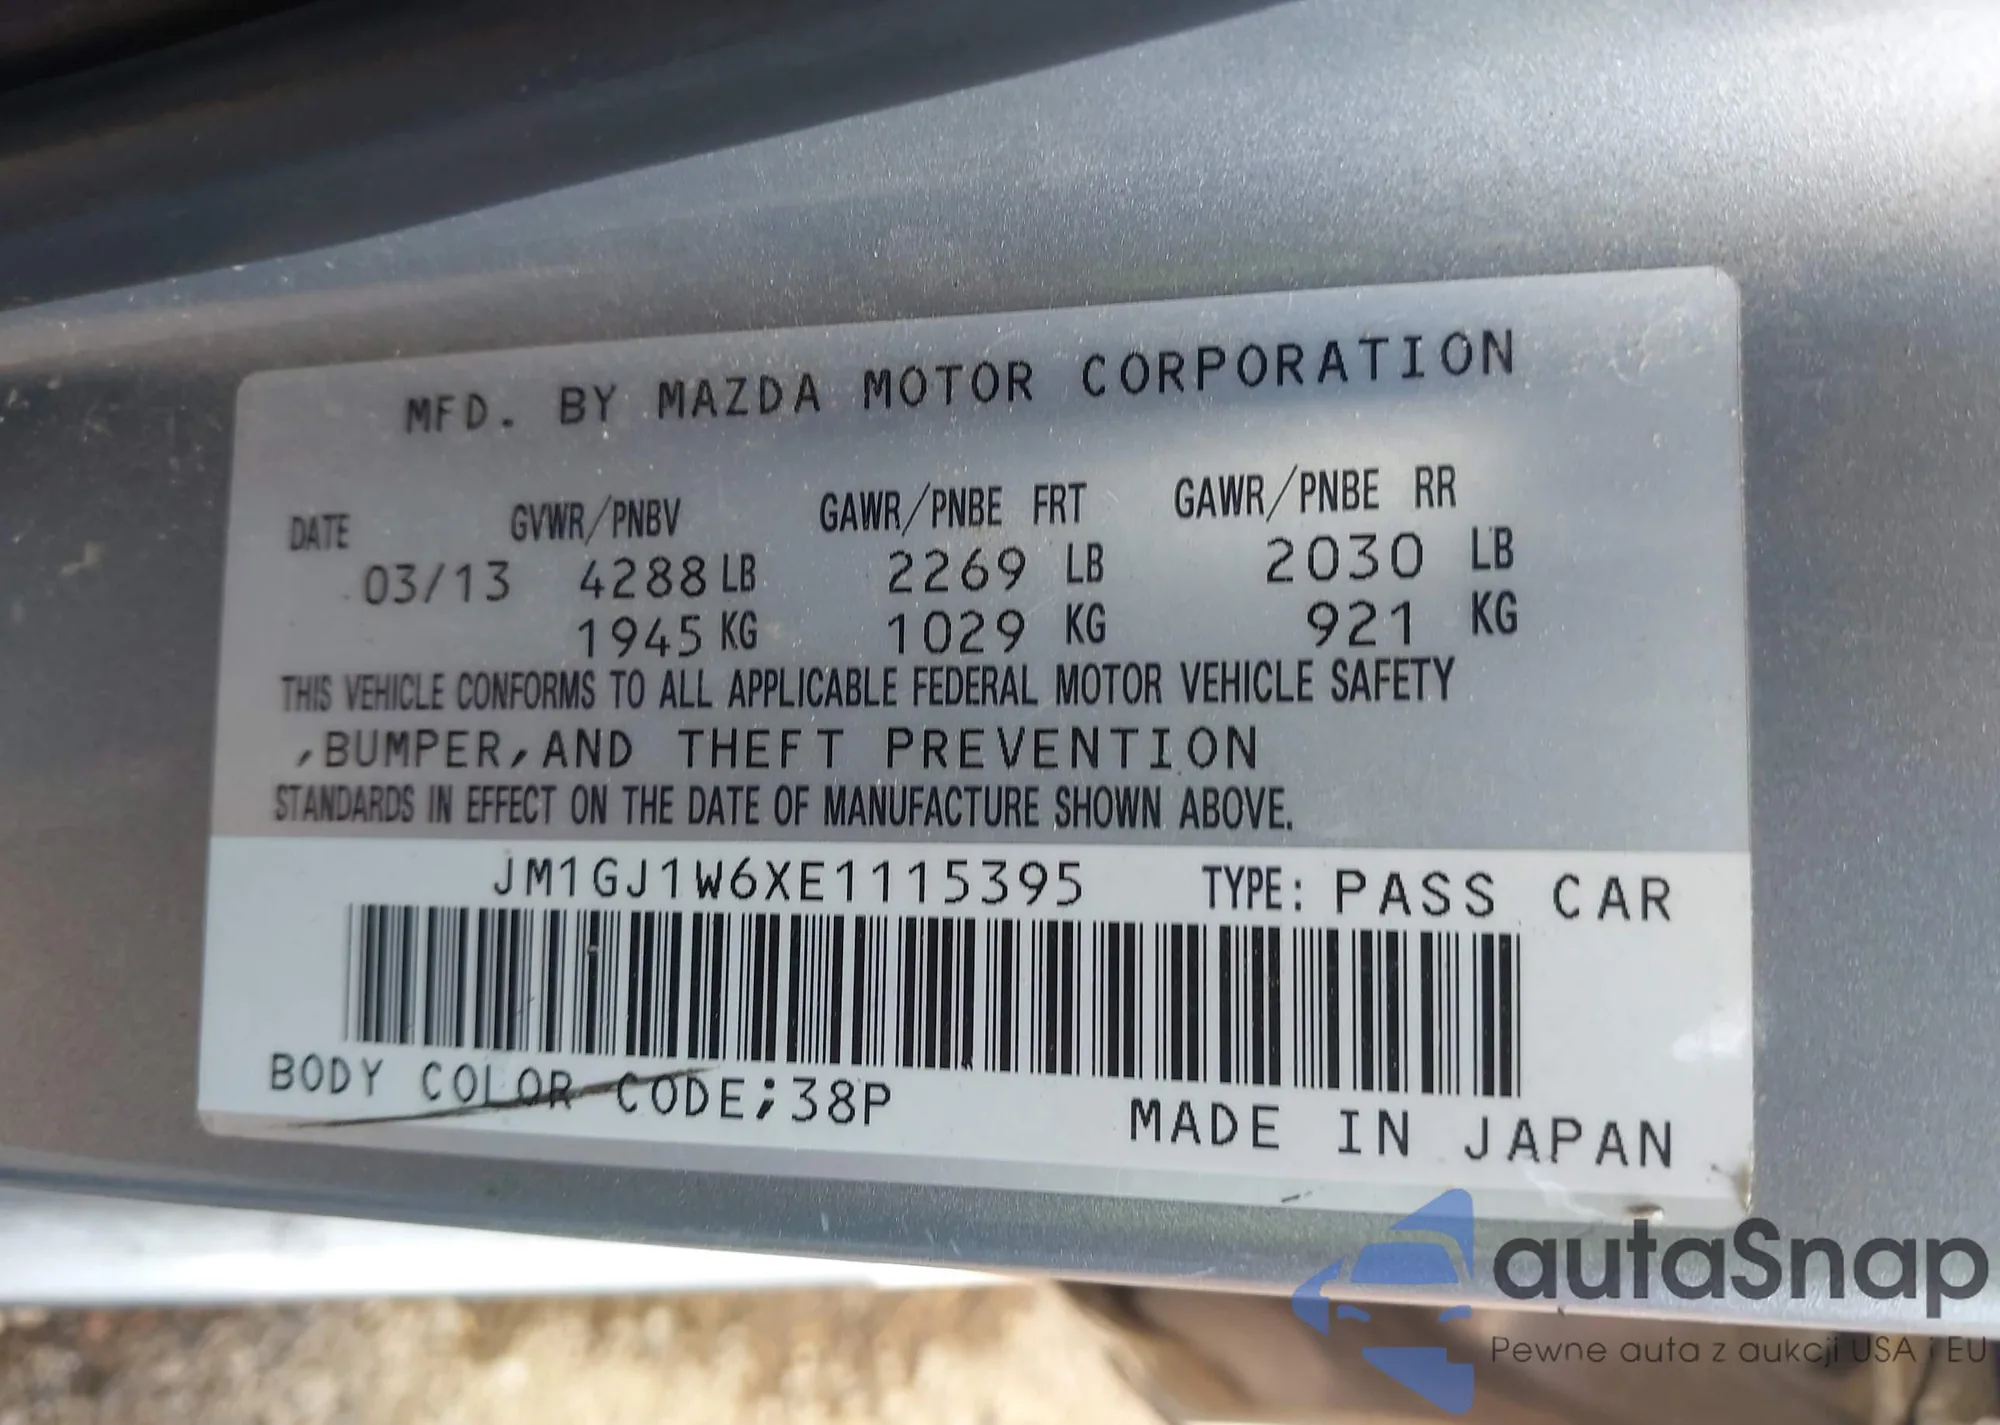 MFD. BY MAZDA MOTOR CORPORATION
DATE GVWR/PNBV GAWR/PNBE FRT GAWR/PNBE RR
03/13 4288 LB 2269 LB 2030 LB
1945 KG 1029 KG 921 KG
THIS VEHICLE CONFORMS TO ALL APPLICABLE FEDERAL MOTOR VEHICLE SAFETY
,BUMPER,AND THEFT PREVENTION
STANDARDS IN EFFECT ON THE DATE OF MANUFACTURE SHOWN ABOVE.
JM1GJ1W6XE1115395 TYPE: PASS CAR
BODY COLOR CODE;38P
MADE IN JAPAN
autaSnap
Pewne auta z aukcji USA i EU